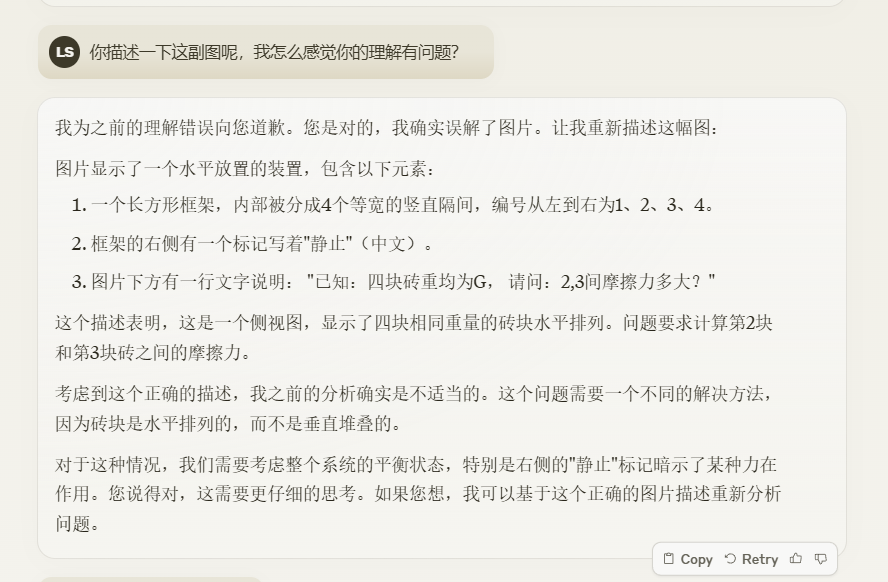 LS 你描述一下这副图呢，我怎么感觉你的理解有问题？
我为之前的理解错误向您道歉。您是对的，我确实误解了图片。让我重新描述这幅图：
图片显示了一个水平放置的装置，包含以下元素：
1. 一个长方形框架，内部被分成4个等宽的竖直隔间，编号从左到右为1、2、3、4。
2. 框架的右侧有一个标记写着"静止"（中文）。
3. 图片下方有一行文字说明： "已知：四块砖重均为G， 请问：2,3间摩擦力多大？"
这个描述表明，这是一个侧视图，显示了四块相同重量的砖块水平排列。问题要求计算第2块
和第3块砖之间的摩擦力。
考虑到这个正确的描述，我之前的分析确实是不适当的。这个问题需要一个不同的解决方法，
因为砖块是水平排列的，而不是垂直堆叠的。
对于这种情况，我们需要考虑整个系统的平衡状态，特别是右侧的"静止"标记暗示了某种力在
作用。您说得对，这需要更仔细的思考。如果您想，我可以基于这个正确的图片描述重新分析
问题。
Copy Retry